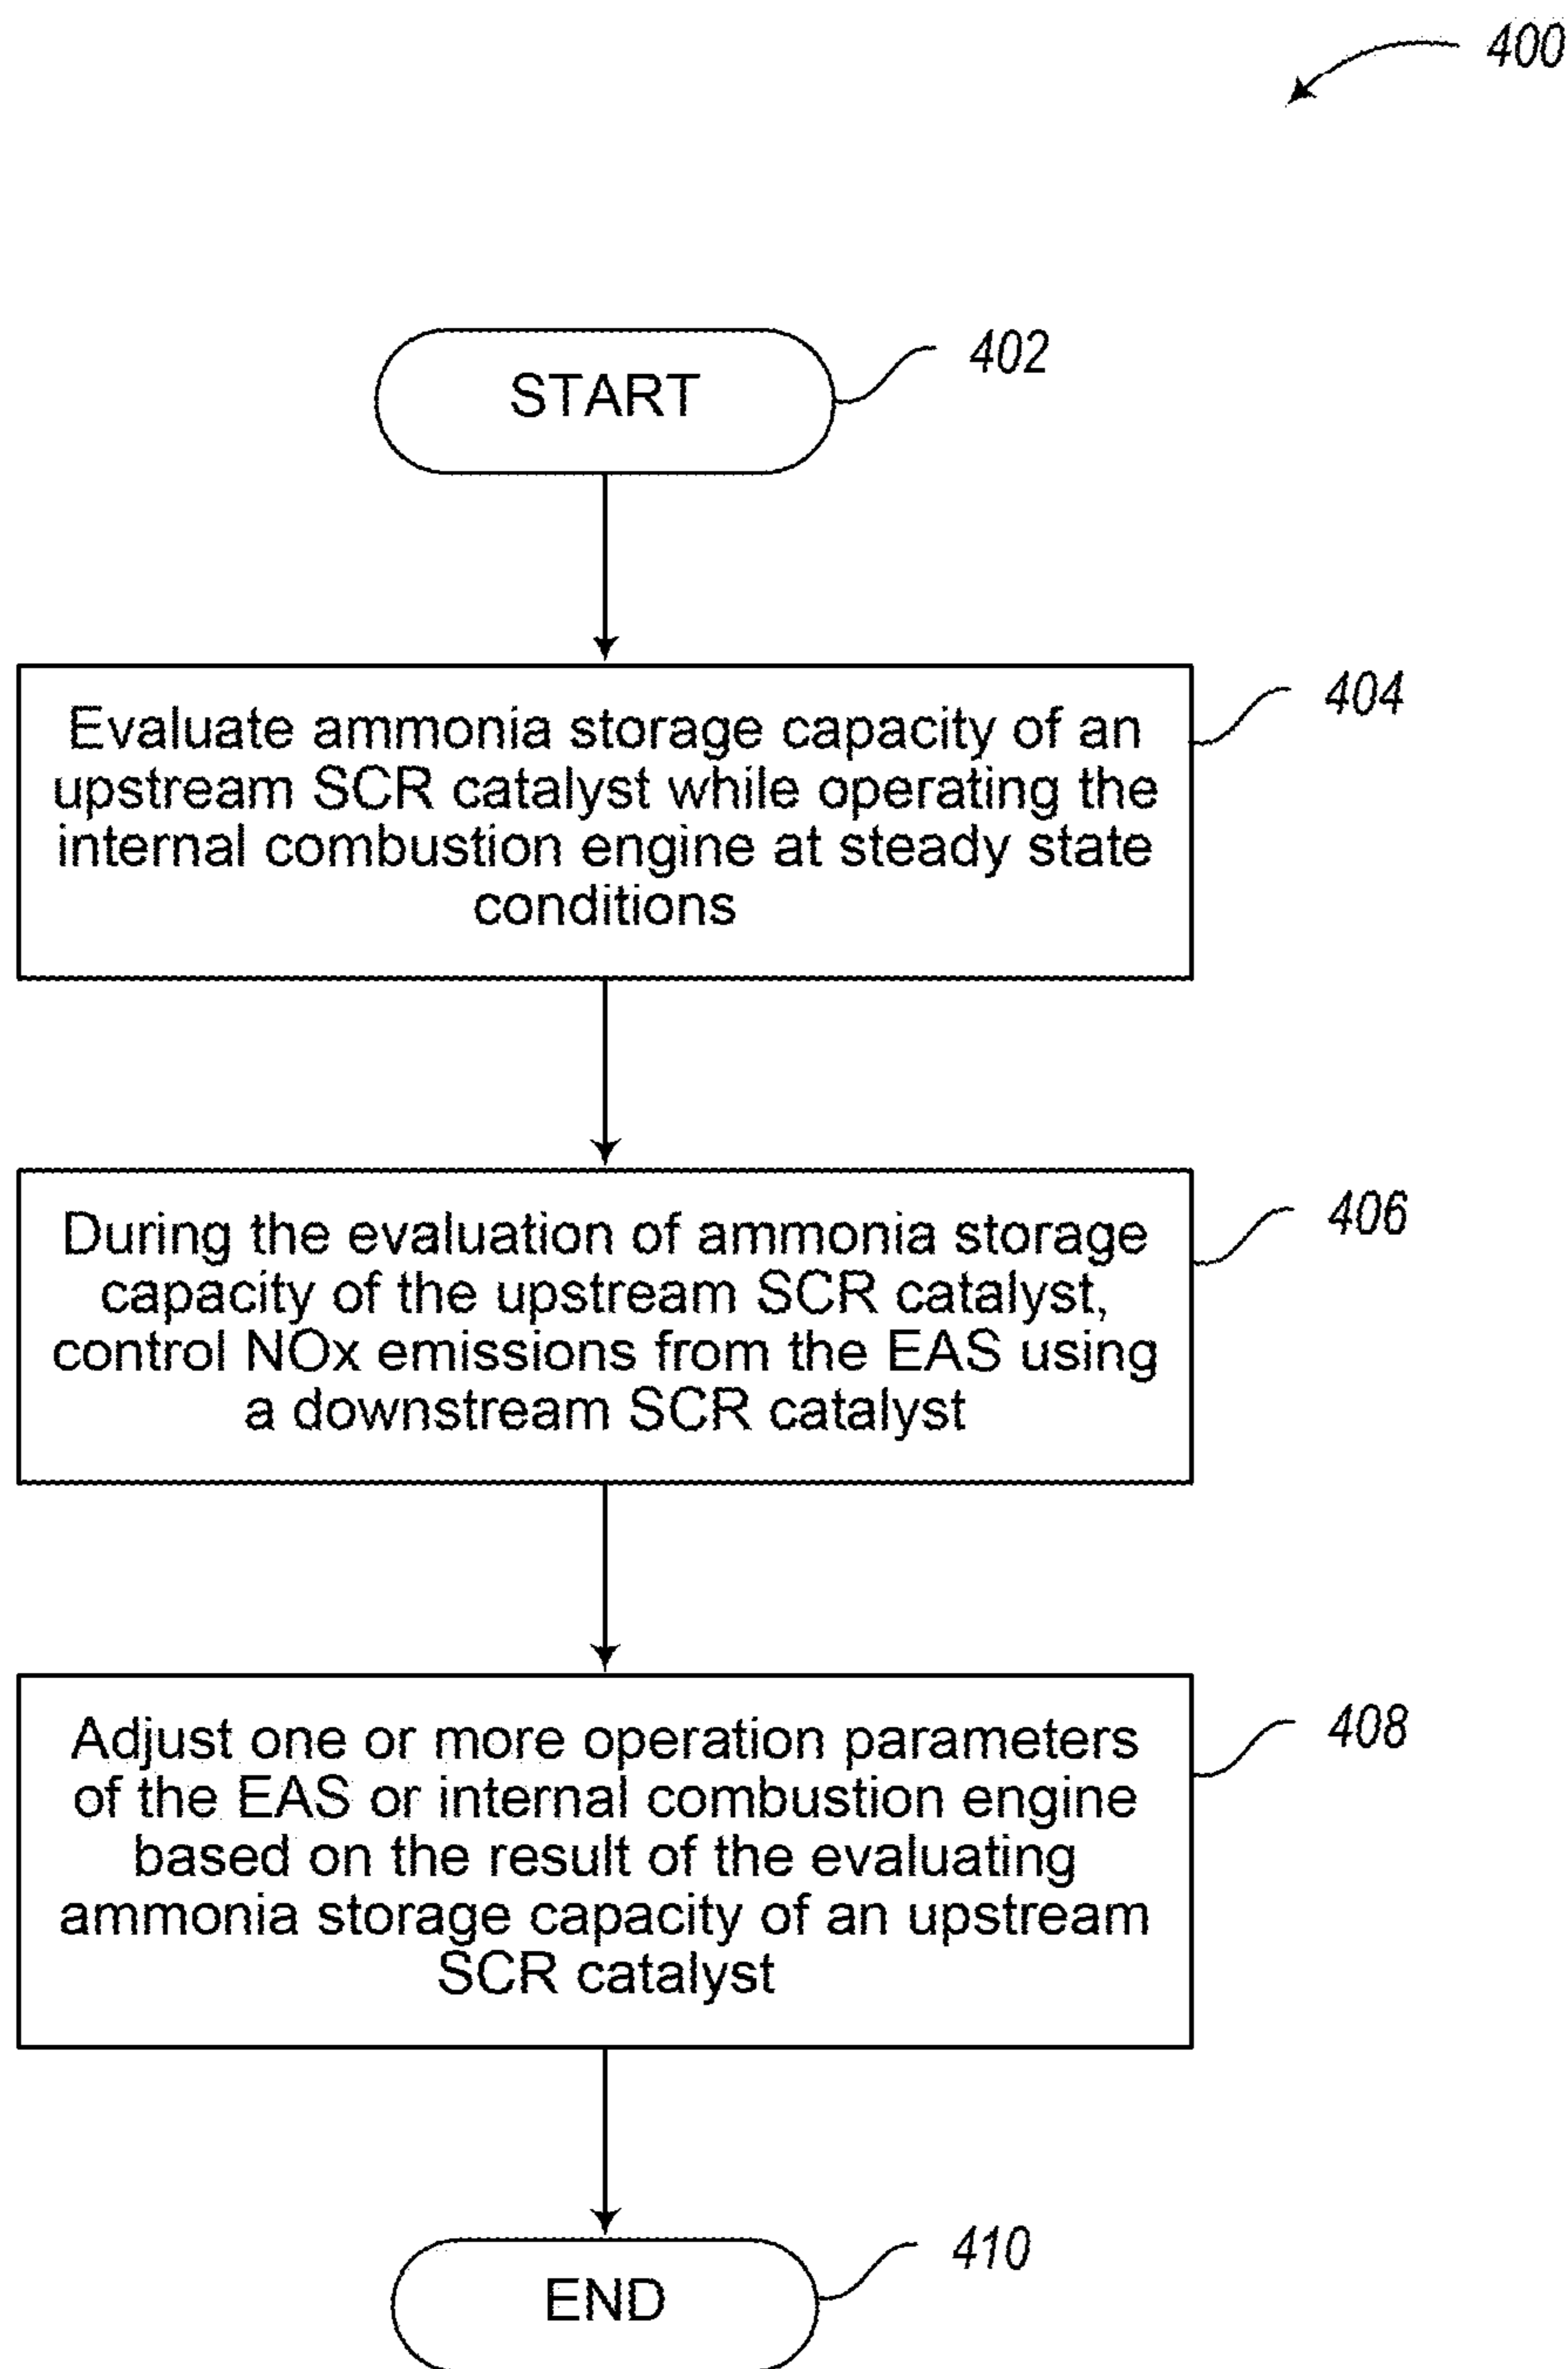 400
START
402
Evaluate ammonia storage capacity of an
upstream SCR catalyst while operating the
internal combustion engine at steady state
conditions
404
During the evaluation of ammonia storage
capacity of the upstream SCR catalyst,
control NOx emissions from the EAS using
a downstream SCR catalyst
406
Adjust one or more operation parameters
of the EAS or internal combustion engine
based on the result of the evaluating
ammonia storage capacity of an upstream
SCR catalyst
408
END
410